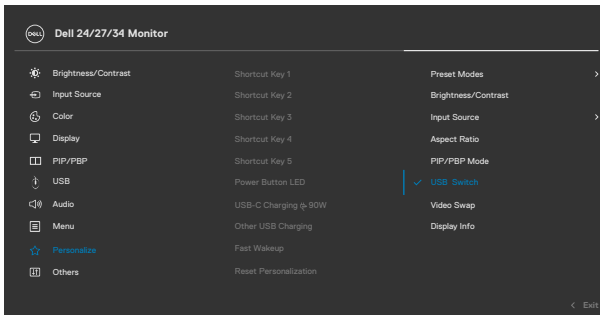 DELL Dell 24/27/34 Monitor
Brightness/Contrast Shortcut Key 1 Preset Modes >
Input Source Shortcut Key 2 Brightness/Contrast
Color Shortcut Key 3 Input Source >
Display Shortcut Key 4 Aspect Ratio
PIP/PBP Shortcut Key 5 PIP/PBP Mode
USB Power Button LED ✓ USB Switch
Audio USB-C Charging 90W Video Swap
Menu Other USB Charging Display Info
Personalize Fast Wakeup
Others Reset Personalization
< Exit